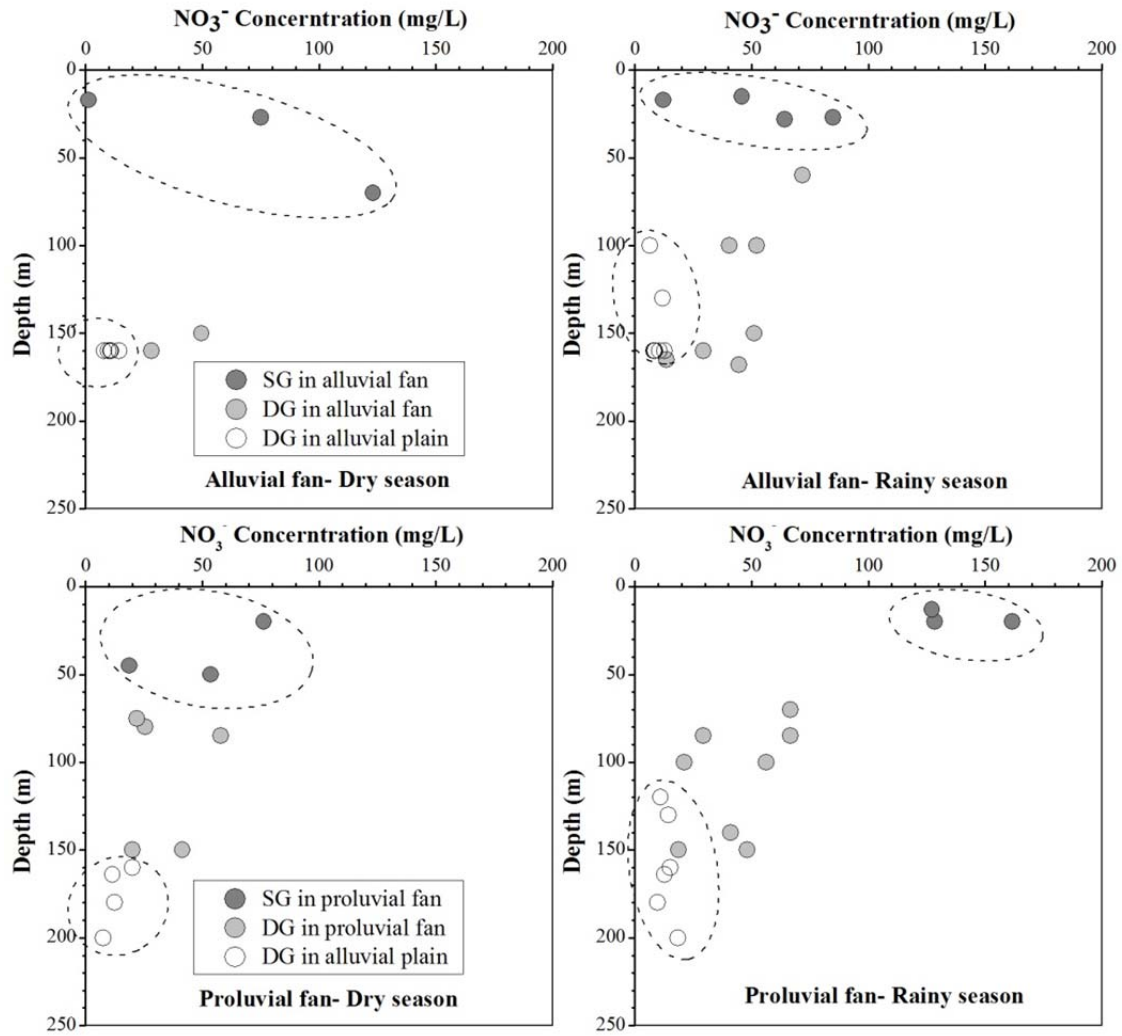 NO3- Concerntration (mg/L)
0 50 100 150 200
0
50
100
150
200
250
Depth (m)
SG in alluvial fan
DG in alluvial fan
DG in alluvial plain
Alluvial fan- Dry season
NO3- Concerntration (mg/L)
0 50 100 150 200
0
50
100
150
200
250
Depth (m)
Alluvial fan- Rainy season
NO3- Concerntration (mg/L)
0 50 100 150 200
0
50
100
150
200
250
Depth (m)
SG in proluvial fan
DG in proluvial fan
DG in alluvial plain
Proluvial fan- Dry season
NO3- Concerntration (mg/L)
0 50 100 150 200
0
50
100
150
200
250
Depth (m)
Proluvial fan- Rainy season